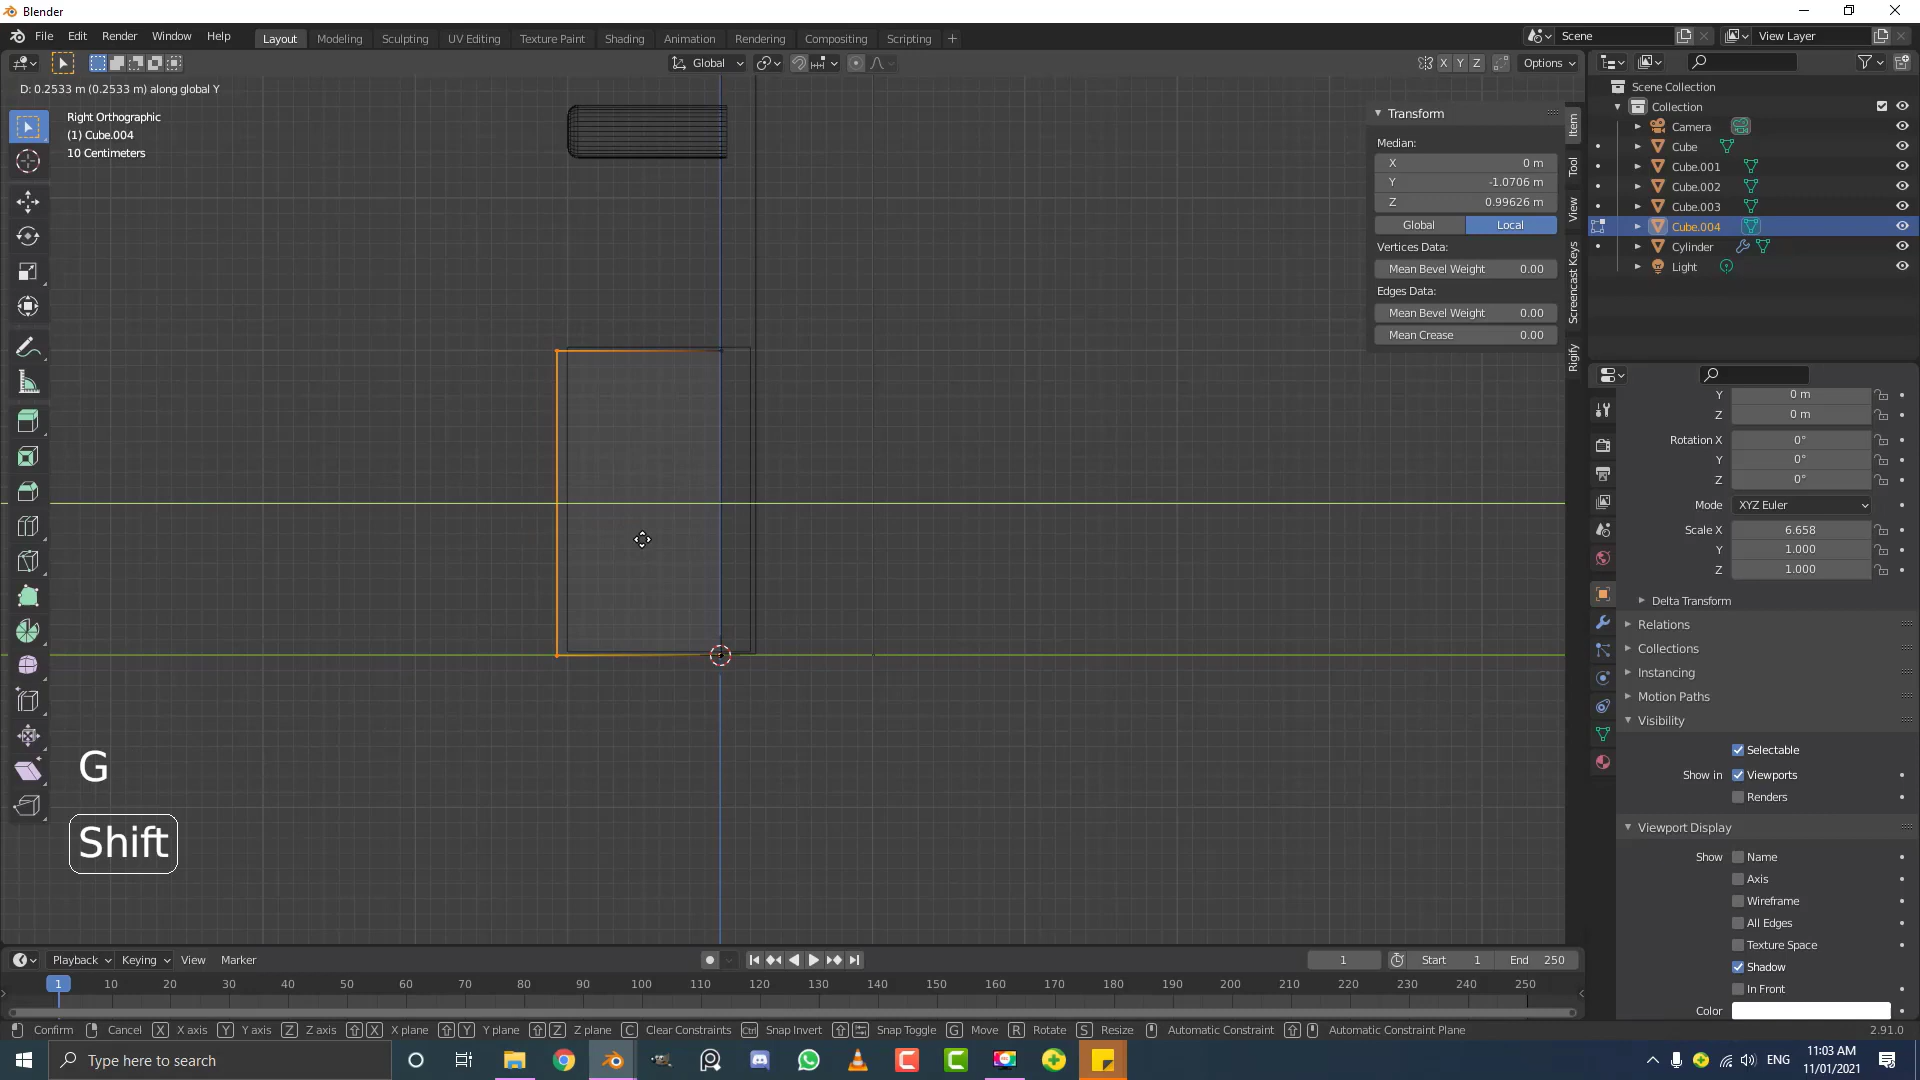 Blender
File Edit Render Window Help
Layout Modeling Sculpting UV Editing Texture Paint Shading Animation Rendering Compositing Scripting
Scene View Layer
Global X Y Z Options
D: 0.2533 m (0.2533 m) along global Y
Right Orthographic
(1) Cube.004
10 Centimeters
Transform
Median:
X 0 m
Y -1.0706 m
Z 0.99626 m
Global Local
Vertices Data:
Mean Bevel Weight 0.00
Edges Data:
Mean Bevel Weight 0.00
Mean Crease 0.00
Item
Tool
View
Screencast Keys
Rigify
Scene Collection
Collection
Camera
Cube
Cube.001
Cube.002
Cube.003
Cube.004
Cylinder
Light
Y 0 m
Z 0 m
Rotation X 0°
Y 0°
Z 0°
Mode XYZ Euler
Scale X 6.658
Y 1.000
Z 1.000
Delta Transform
Relations
Collections
Instancing
Motion Paths
Visibility
Selectable
Show in Viewports
Renders
Viewport Display
Show Name
Axis
Wireframe
All Edges
Texture Space
Shadow
In Front
Color
G
Shift
Playback Keying View Marker
1 Start 1 End 250
1 10 20 30 40 50 60 70 80 90 100 110 120 130 140 150 160 170 180 190 200 210 220 230 240 250
Confirm Cancel X X axis Y Y axis Z Z axis X X plane Y Y plane Z Z plane C Clear Constraints Ctrl Snap Invert Snap Toggle G Move R Rotate S Resize Automatic Constraint Automatic Constraint Plane 2.91.0
Type here to search
ENG
11:03 AM
11/01/2021